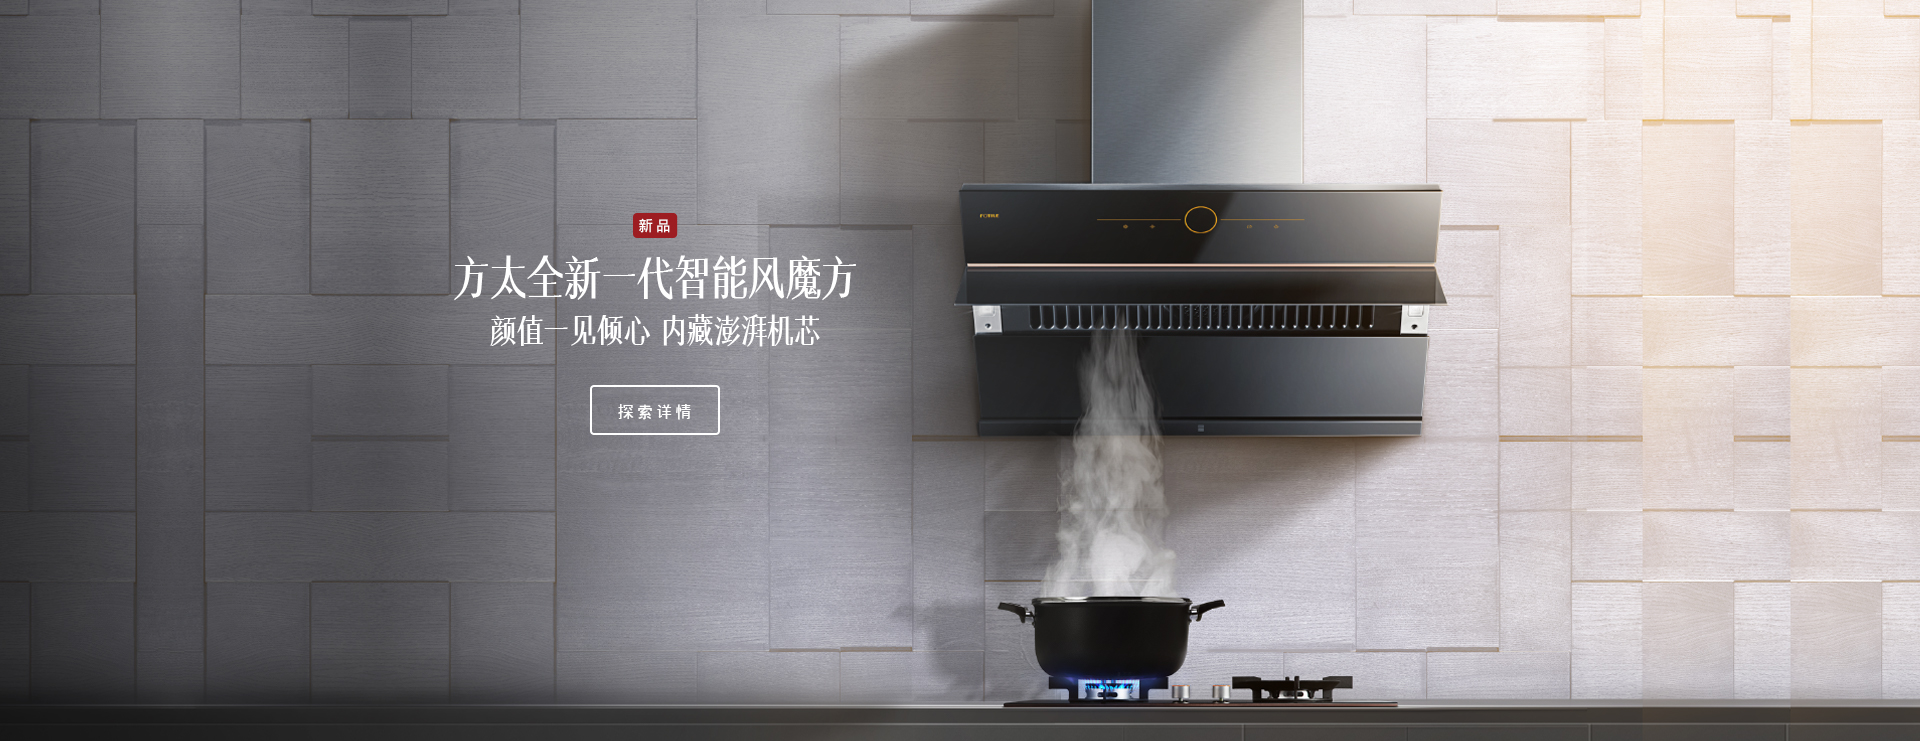 新品
方太全新一代智能风魔方
颜值一见倾心 内藏澎湃机芯
探索详情